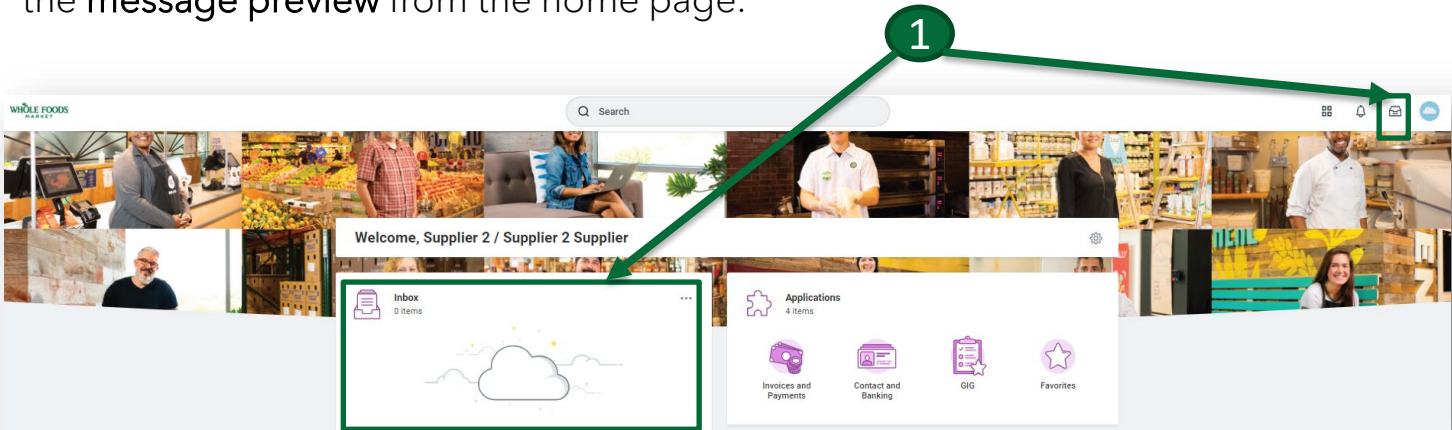 the message preview from the home page.
1
WHOLE FOODS
MARKET
Search
Welcome, Supplier 2 / Supplier 2 Supplier
Inbox
0 items
Applications
4 items
Invoices and
Payments
Contact and
Banking
GIG
Favorites